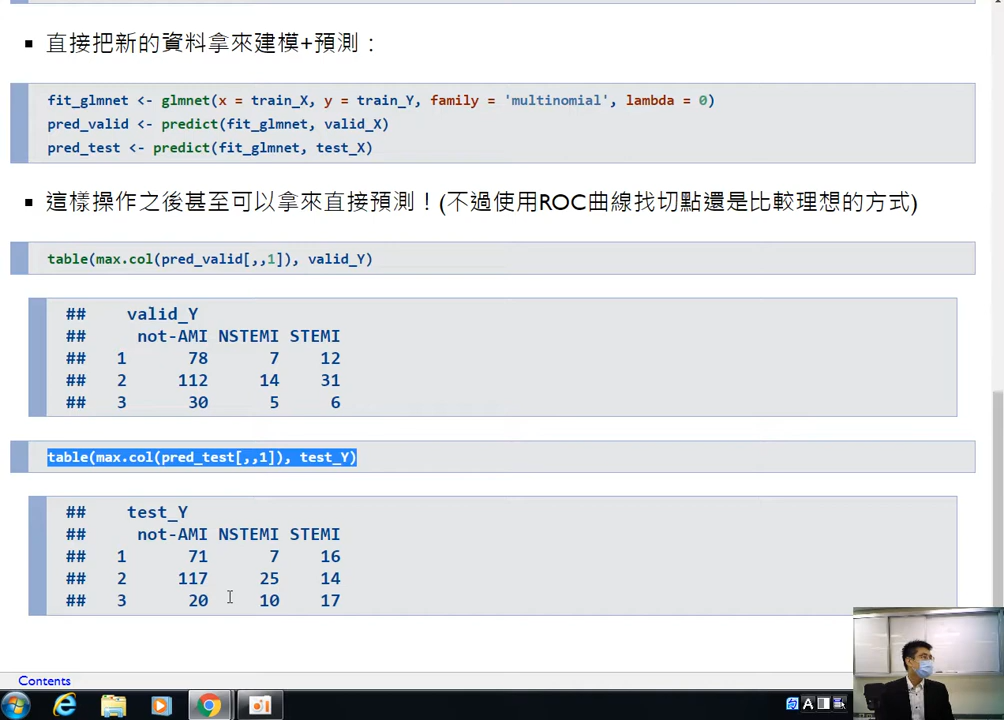 直接把新的資料拿來建模+預測：
fit_glmnet <- glmnet(x = train_X, y = train_Y, family = 'multinomial', lambda = 0)
pred_valid <- predict(fit_glmnet, valid_X)
pred_test <- predict(fit_glmnet, test_X)
這樣操作之後甚至可以拿來直接預測！(不過使用ROC曲線找切點還是比較理想的方式)
table(max.col(pred_valid[,,1]), valid_Y)
## valid_Y
## not-AMI NSTEMI STEMI
## 1 78 7 12
## 2 112 14 31
## 3 30 5 6
table(max.col(pred_test[,,1]), test_Y)
## test_Y
## not-AMI NSTEMI STEMI
## 1 71 7 16
## 2 117 25 14
## 3 20 10 17
Contents